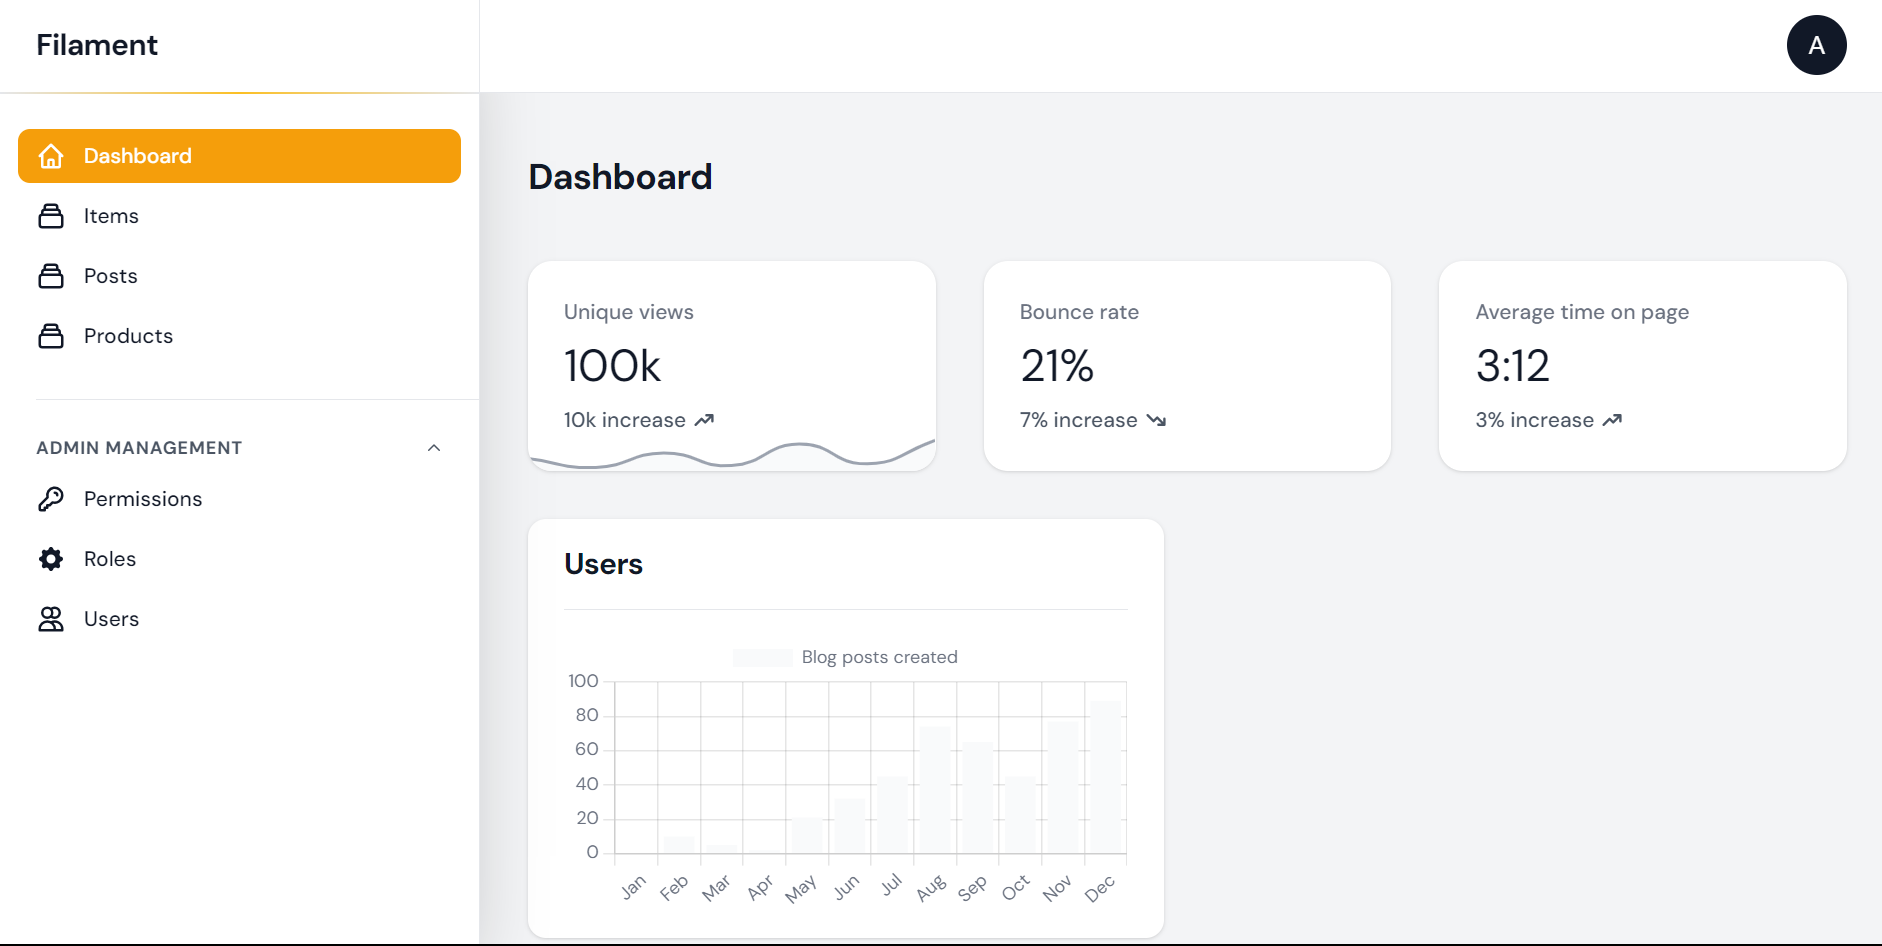 Filament
A
Dashboard
Items
Posts
Products
ADMIN MANAGEMENT
Permissions
Roles
Users
Dashboard
Unique views
100k
10k increase
Bounce rate
21%
7% increase
Average time on page
3:12
3% increase
Users
Blog posts created
100
80
60
40
20
0
Jan Feb Mar Apr May Jun Jul Aug Sep Oct Nov Dec